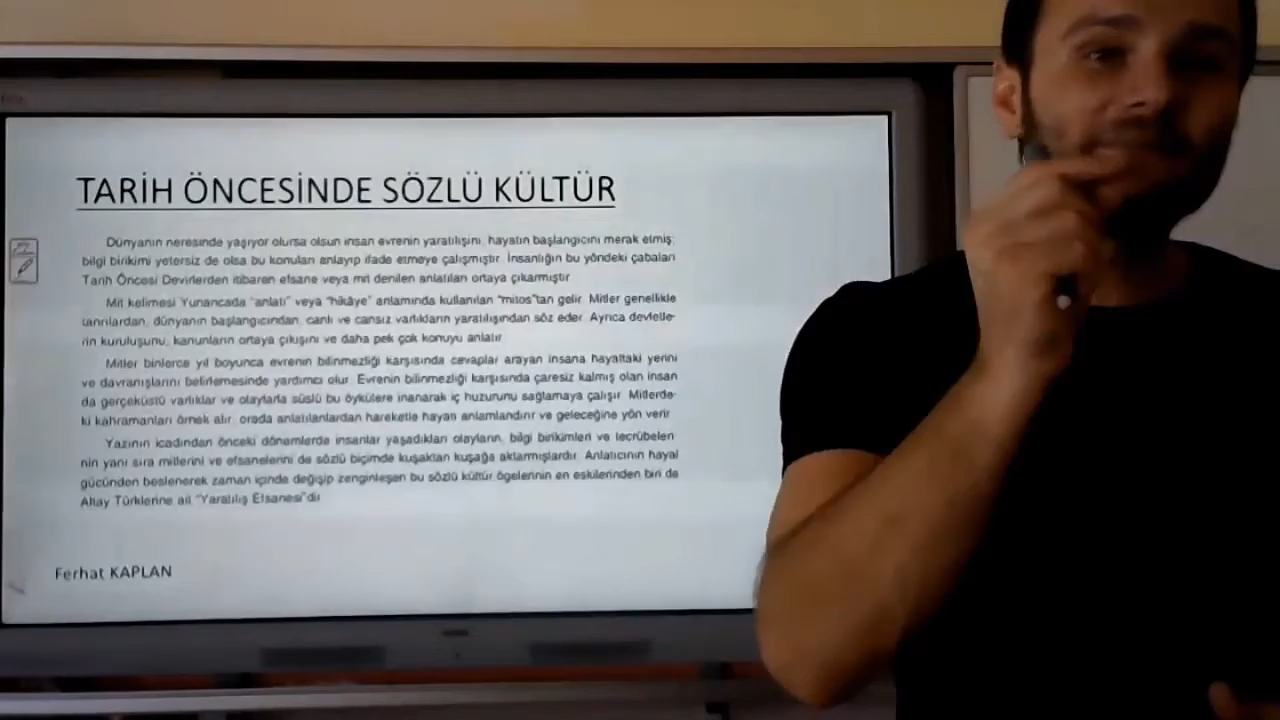 TARİH ÖNCESİNDE SÖZLÜ KÜLTÜR
Dünyanın neresinde yaşıyor olursa olsun insan evrenin yaratılışını, hayatın başlangıcını merak etmiş;
bilgi birikimi yetersiz de olsa bu konuları anlayıp ifade etmeye çalışmıştır. İnsanlığın bu yöndeki çabaları
Tarih Öncesi Devirlerden itibaren efsane veya mit denilen anlatıları ortaya çıkarmıştır.
Mit kelimesi Yunancada "anlatı" veya "hikâye" anlamında kullanılan "mitos"tan gelir. Mitler genellikle
tanrılardan, dünyanın başlangıcından, canlı ve cansız varlıkların yaratılışından söz eder. Ayrıca devletle-
rin kuruluşunu, kanunların ortaya çıkışını ve daha pek çok konuyu anlatır.
Mitler binlerce yıl boyunca evrenin bilinmezliği karşısında cevaplar arayan insana hayattaki yerini
ve davranışlarını belirlemesinde yardımcı olur. Evrenin bilinmezliği karşısında çaresiz kalmış olan insan
da gerçeküstü varlıklar ve olaylarla süslü bu öykülere inanarak iç huzurunu sağlamaya çalışır. Mitlerde-
ki kahramanları örnek alır, orada anlatılanlardan hareketle hayatı anlamlandırır ve geleceğine yön verir.
Yazının icadından önceki dönemlerde insanlar yaşadıkları olayların, bilgi birikimleri ve tecrübeleri-
nin yanı sıra mitlerini ve efsanelerini de sözlü biçimde kuşaktan kuşağa aktarmışlardır. Anlatıcının hayal
gücünden beslenerek zaman içinde değişip zenginleşen bu sözlü kültür ögelerinin en eskilerinden biri de
Altay Türklerine ait "Yaratılış Efsanesi"dir.
Ferhat KAPLAN